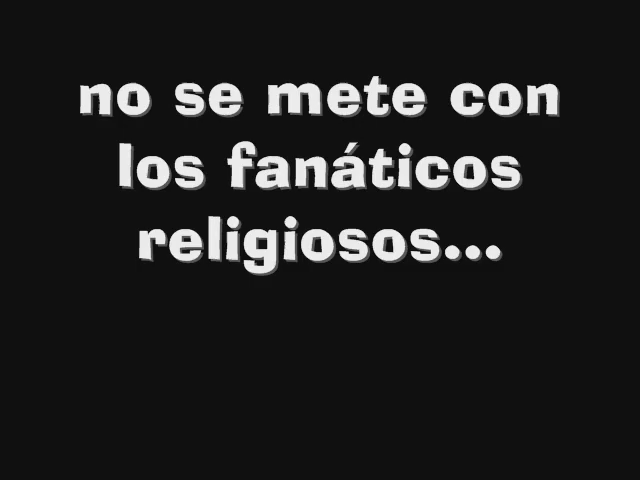 no se mete con
los fanáticos
religiosos...